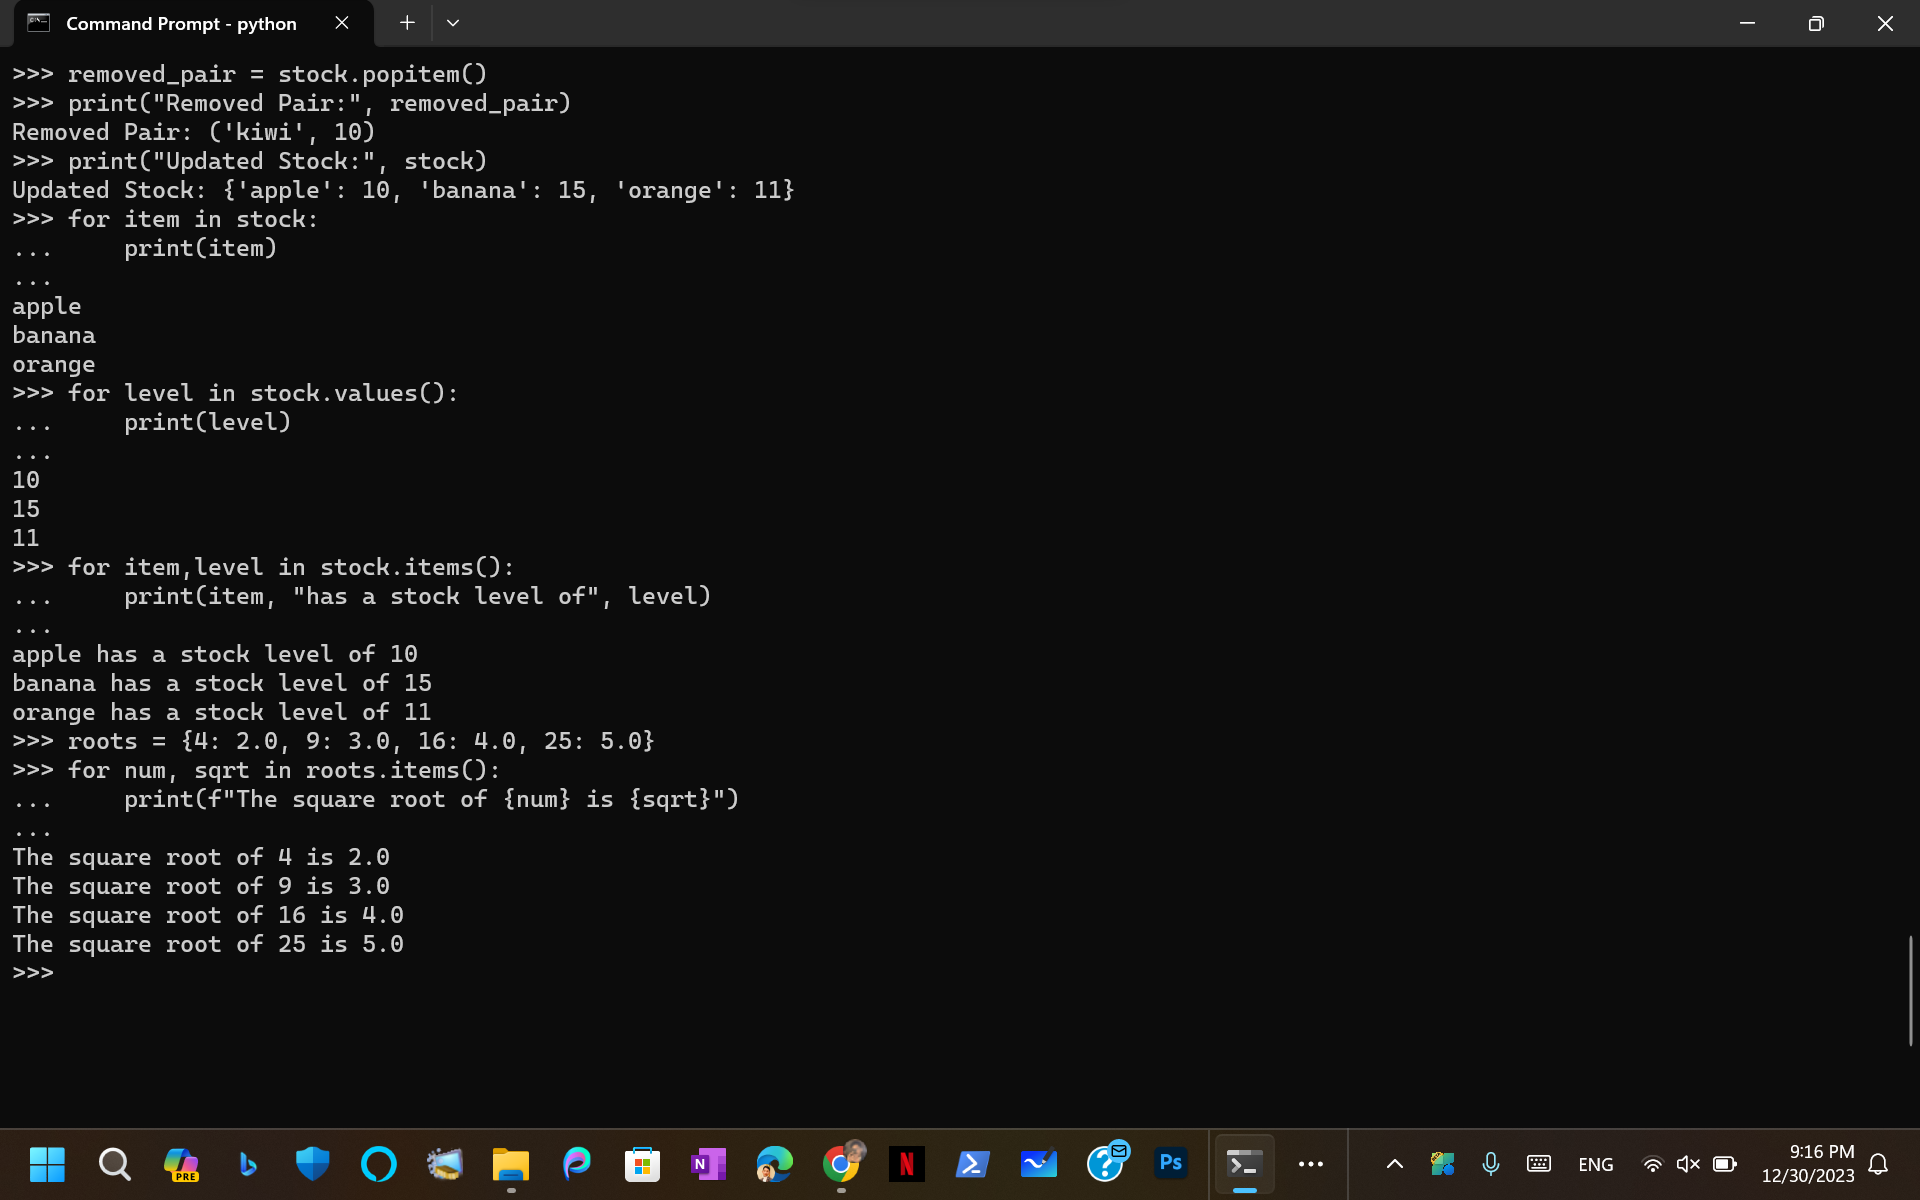 Command Prompt - python
>>> removed_pair = stock.popitem()
>>> print("Removed Pair:", removed_pair)
Removed Pair: ('kiwi', 10)
>>> print("Updated Stock:", stock)
Updated Stock: {'apple': 10, 'banana': 15, 'orange': 11}
>>> for item in stock:
...     print(item)
...
apple
banana
orange
>>> for level in stock.values():
...     print(level)
...
10
15
11
>>> for item,level in stock.items():
...     print(item, "has a stock level of", level)
...
apple has a stock level of 10
banana has a stock level of 15
orange has a stock level of 11
>>> roots = {4: 2.0, 9: 3.0, 16: 4.0, 25: 5.0}
>>> for num, sqrt in roots.items():
...     print(f"The square root of {num} is {sqrt}")
...
The square root of 4 is 2.0
The square root of 9 is 3.0
The square root of 16 is 4.0
The square root of 25 is 5.0
>>>
PRE
N
N
Ps
ENG
9:16 PM
12/30/2023